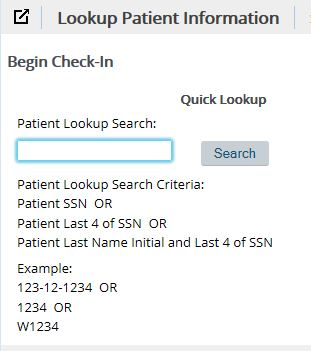 Lookup Patient Information
Begin Check-In
Quick Lookup
Patient Lookup Search:
Search
Patient Lookup Search Criteria:
Patient SSN OR
Patient Last 4 of SSN OR
Patient Last Name Initial and Last 4 of SSN
Example:
123-12-1234 OR
1234 OR
W1234